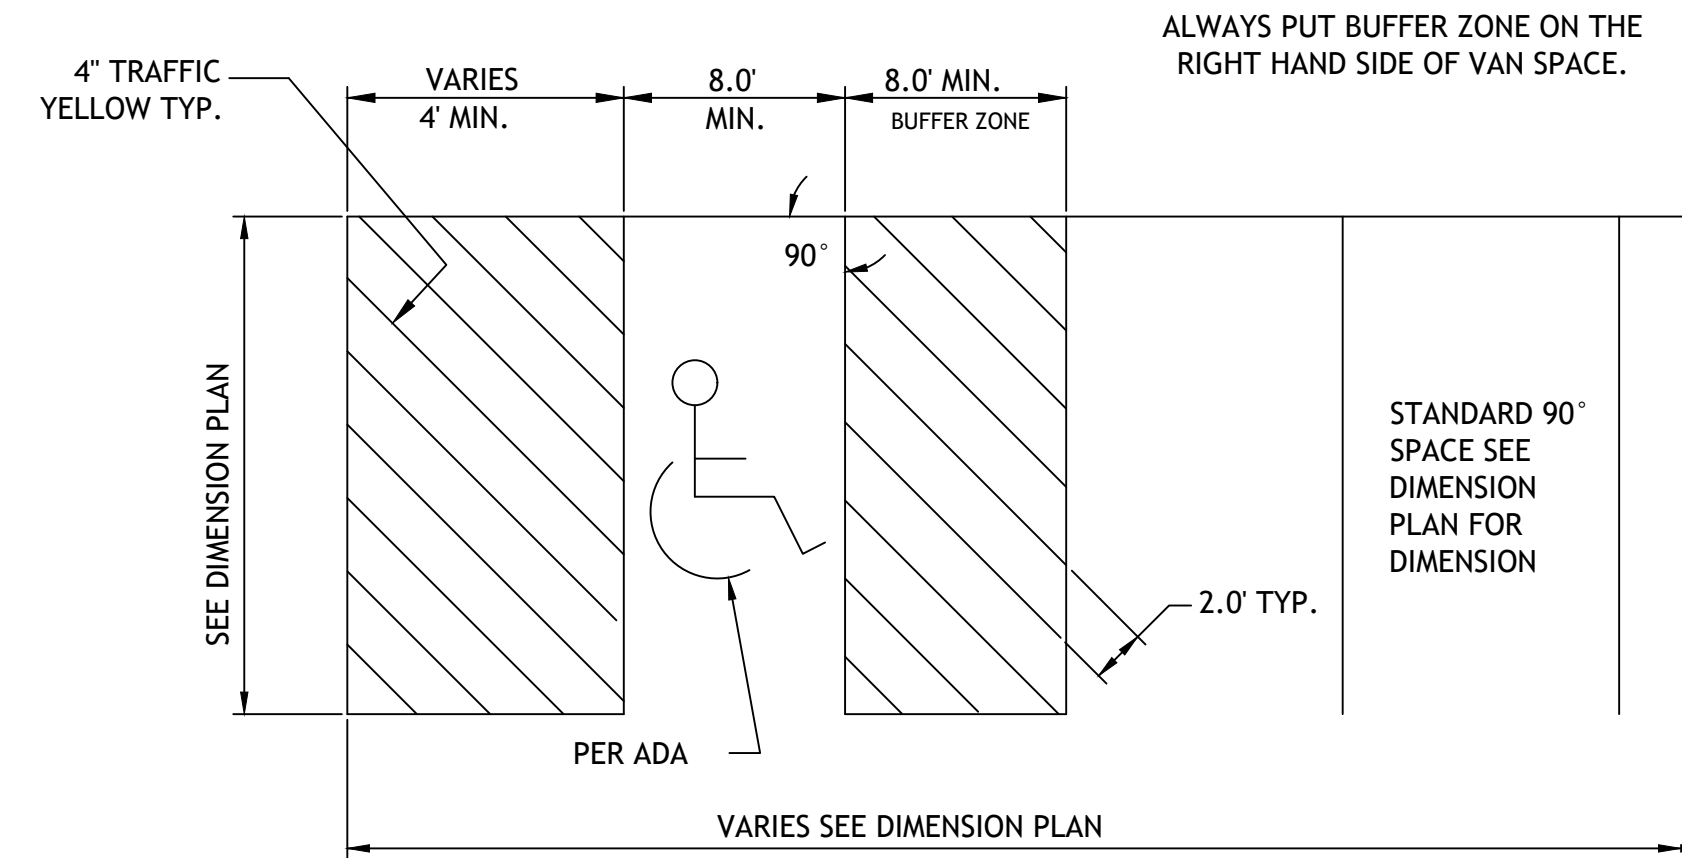 ALWAYS PUT BUFFER ZONE ON THE
RIGHT HAND SIDE OF VAN SPACE.
4" TRAFFIC
YELLOW TYP.
VARIES
4' MIN.
8.0'
MIN.
8.0' MIN.
BUFFER ZONE
90°
SEE DIMENSION PLAN
STANDARD 90°
SPACE SEE
DIMENSION
PLAN FOR
DIMENSION
2.0' TYP.
PER ADA
VARIES SEE DIMENSION PLAN